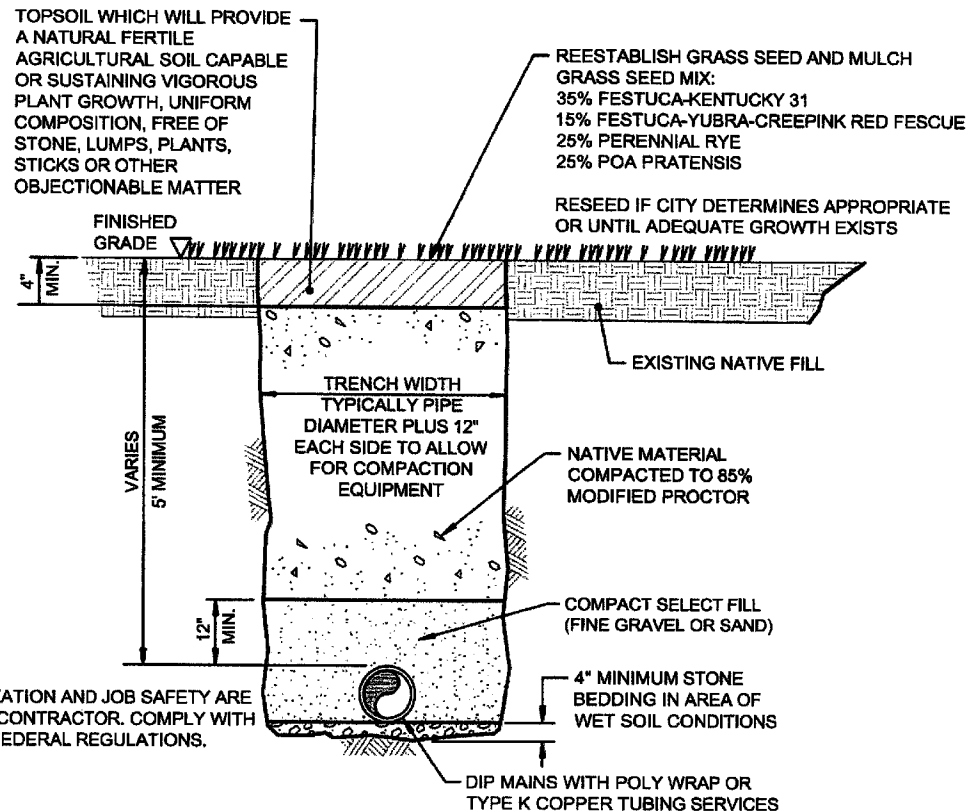 TOPSOIL WHICH WILL PROVIDE
A NATURAL FERTILE
AGRICULTURAL SOIL CAPABLE
OR SUSTAINING VIGOROUS
PLANT GROWTH, UNIFORM
COMPOSITION, FREE OF
STONE, LUMPS, PLANTS,
STICKS OR OTHER
OBJECTIONABLE MATTER
REESTABLISH GRASS SEED AND MULCH
GRASS SEED MIX:
35% FESTUCA-KENTUCKY 31
15% FESTUCA-YUBRA-CREEPINK RED FESCUE
25% PERENNIAL RYE
25% POA PRATENSIS
RESEED IF CITY DETERMINES APPROPRIATE
OR UNTIL ADEQUATE GROWTH EXISTS
FINISHED
GRADE
4"
MIN.
EXISTING NATIVE FILL
TRENCH WIDTH
TYPICALLY PIPE
DIAMETER PLUS 12"
EACH SIDE TO ALLOW
FOR COMPACTION
EQUIPMENT
VARIES
5' MINIMUM
NATIVE MATERIAL
COMPACTED TO 85%
MODIFIED PROCTOR
12"
MIN.
COMPACT SELECT FILL
(FINE GRAVEL OR SAND)
4" MINIMUM STONE
BEDDING IN AREA OF
WET SOIL CONDITIONS
ATION AND JOB SAFETY ARE
CONTRACTOR. COMPLY WITH
EDERAL REGULATIONS.
DIP MAINS WITH POLY WRAP OR
TYPE K COPPER TUBING SERVICES